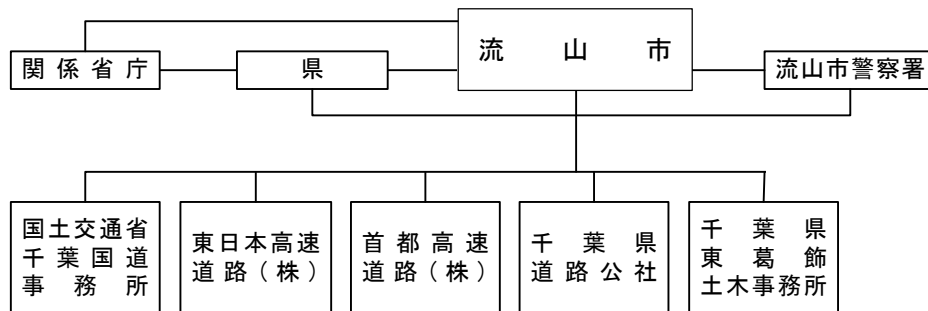 流山市
関係省庁
県
流山市警察署
国土交通省
千葉国道
事務所
東日本高速
道路(株)
首都高速
道路(株)
千葉県
道路公社
千葉県
東葛飾
土木事務所